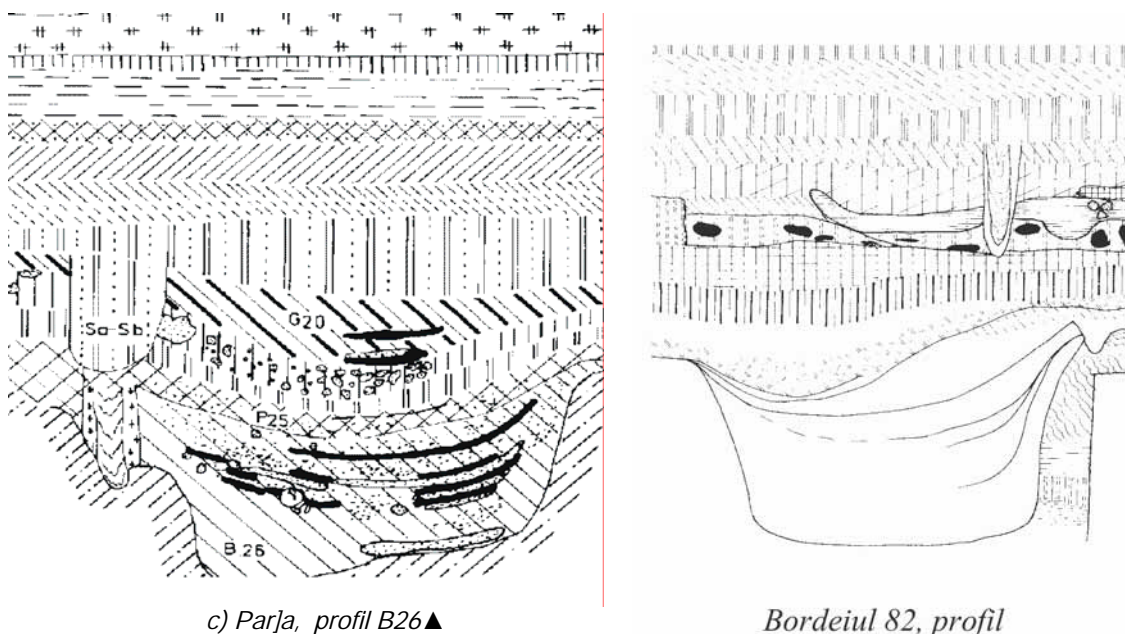 G20
Sa-Sb
P25
B26
c) Par]a, profil B26▲
Bordeiul 82, profil